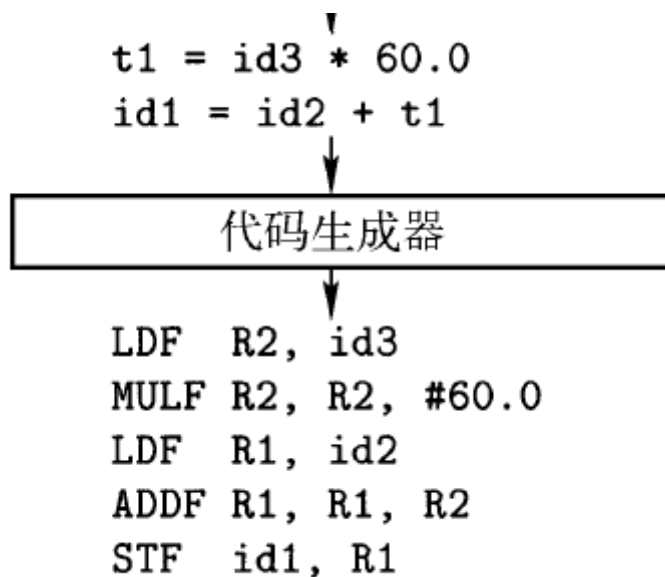 t1 = id3 * 60.0
id1 = id2 + t1
代码生成器
LDF R2, id3
MULF R2, R2, #60.0
LDF R1, id2
ADDF R1, R1, R2
STF id1, R1